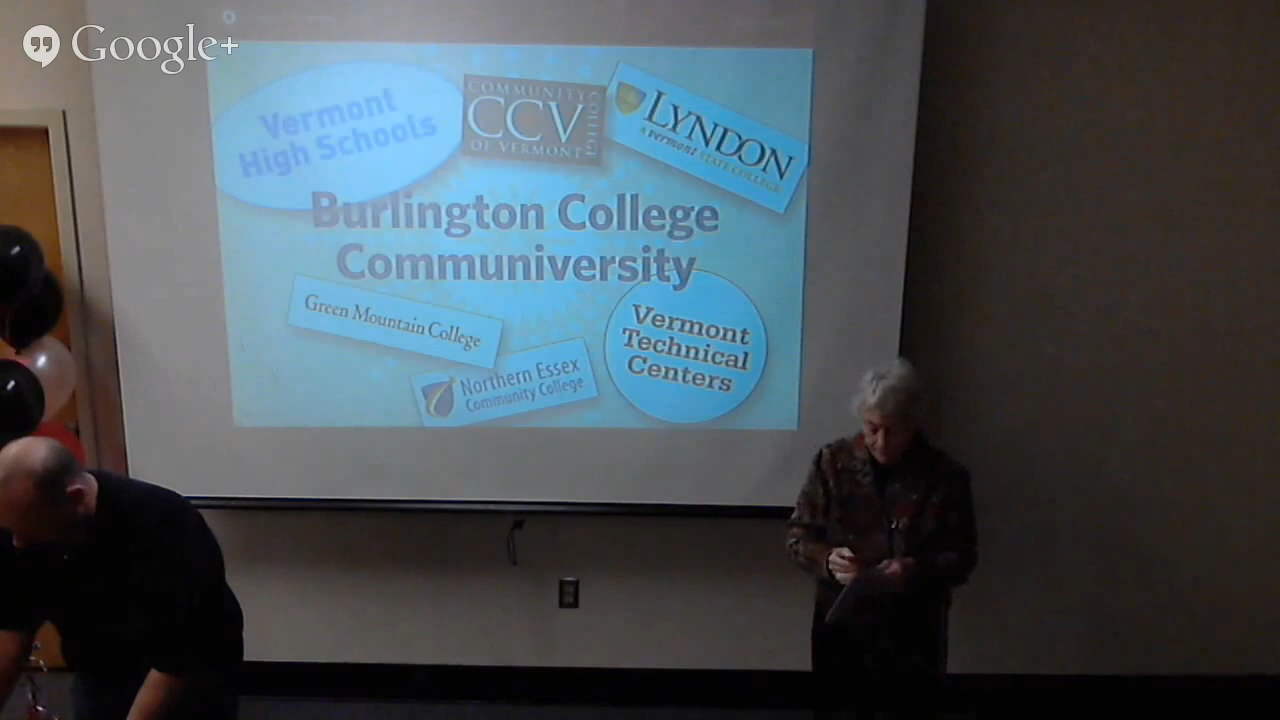 Google+
Vermont
High Schools
COMMUNITY
COLLEGE
CCV
OF VERMONT
LYNDON
A vermont STATE COLLEGE
Burlington College
Communiversity
Green Mountain College
Northern Essex
Community College
Vermont
Technical
Centers